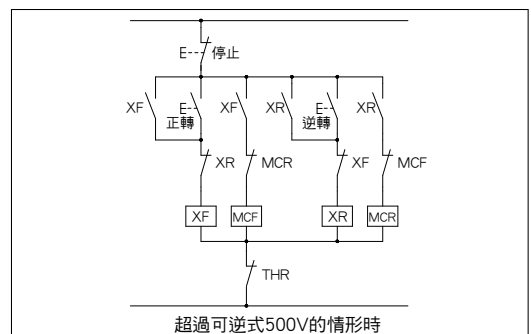 E 停止
XF E XF XR E XR
正轉 逆轉
XR MCR XF MCF
XF MCF XR MCR
THR
超過可逆式500V的情形時